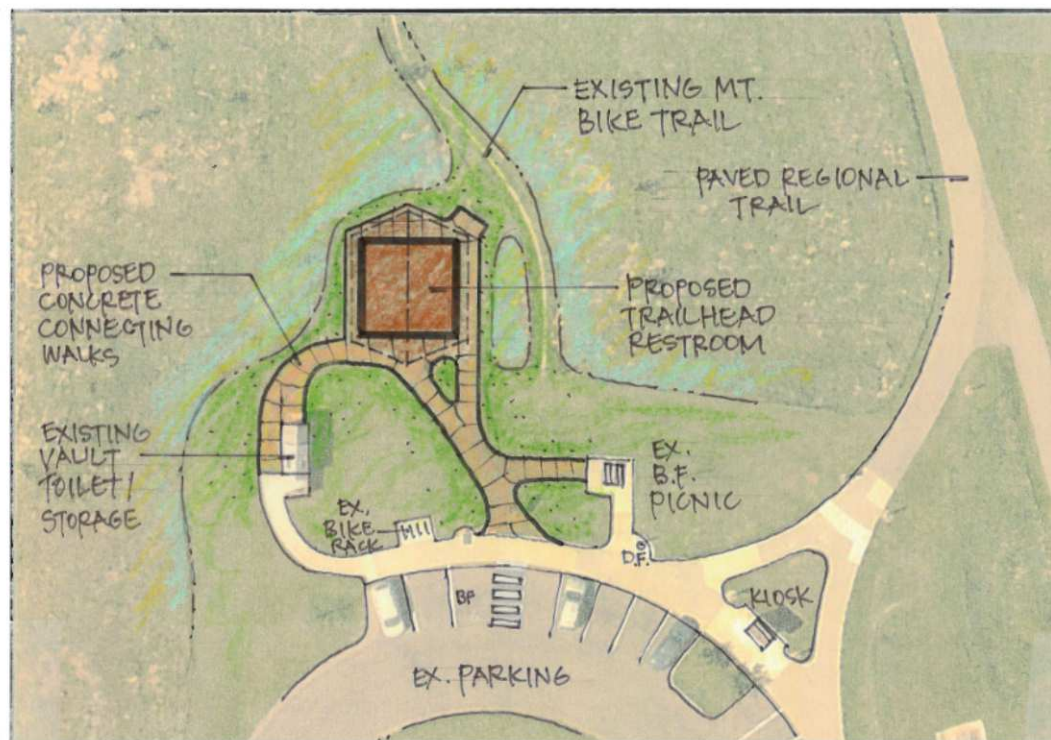 EXISTING MT.
BIKE TRAIL
PAVED REGIONAL
TRAIL
PROPOSED
CONCRETE
CONNECTING
WALKS
PROPOSED
TRAILHEAD
RESTROOM
EXISTING
VAULT
TOILET/
STORAGE
EX.
BIKE
RACK
EX.
B.F.
PICNIC
D.F.
BF
KIOSK
EX. PARKING